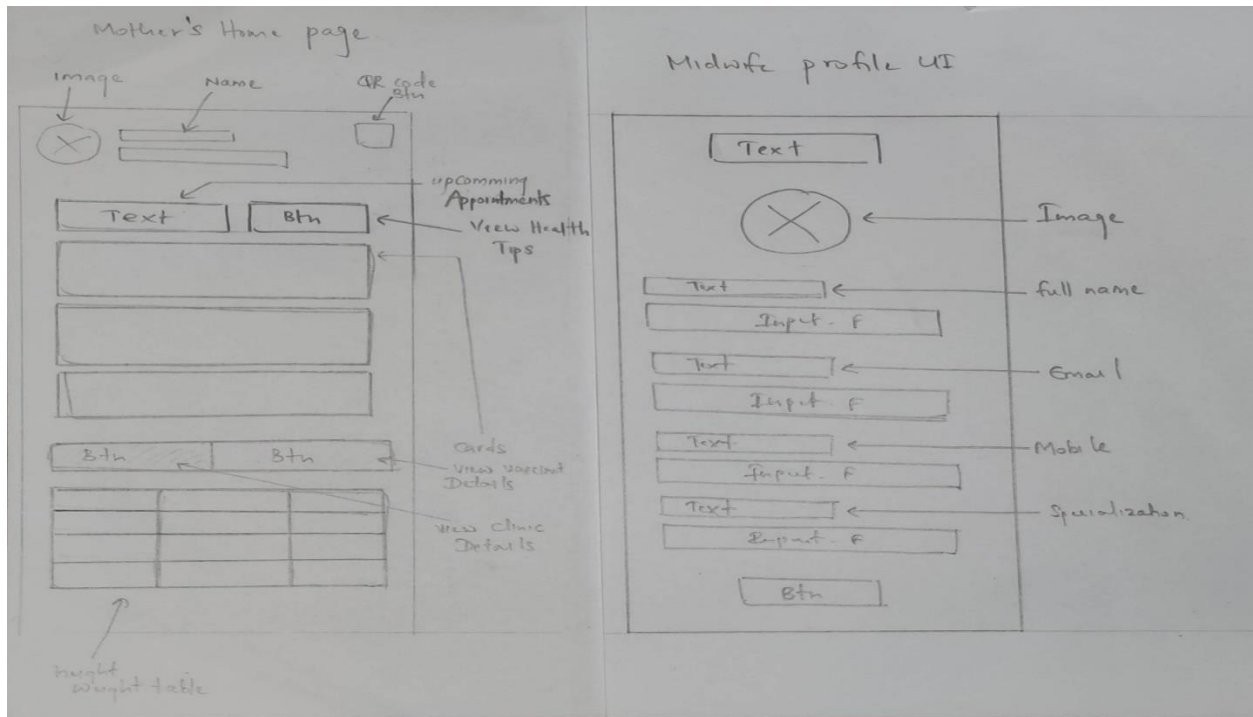 Mother's Home page
Image
Name
QR code
Btn
upcomming
Appointments
Text
Btn
View Health
Tips
Cards
Btn
Btn
View
Details
View Clinic
Details
height
weight table
Midwife profile UI
Text
Image
Text
full name
Input. F
Text
Email
Input F
Text
Mobile
Input. F
Text
Specialization
Input. F
Btn